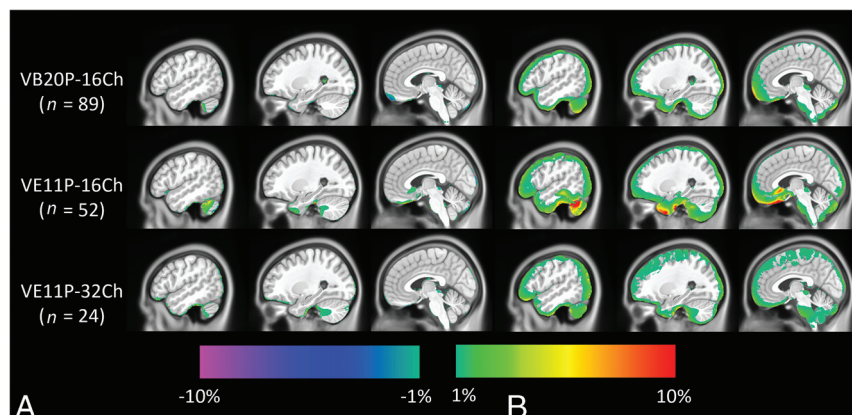 VB20P-16Ch
(n = 89)
VE11P-16Ch
(n = 52)
VE11P-32Ch
(n = 24)
-10% -1% 1% 10%
A B